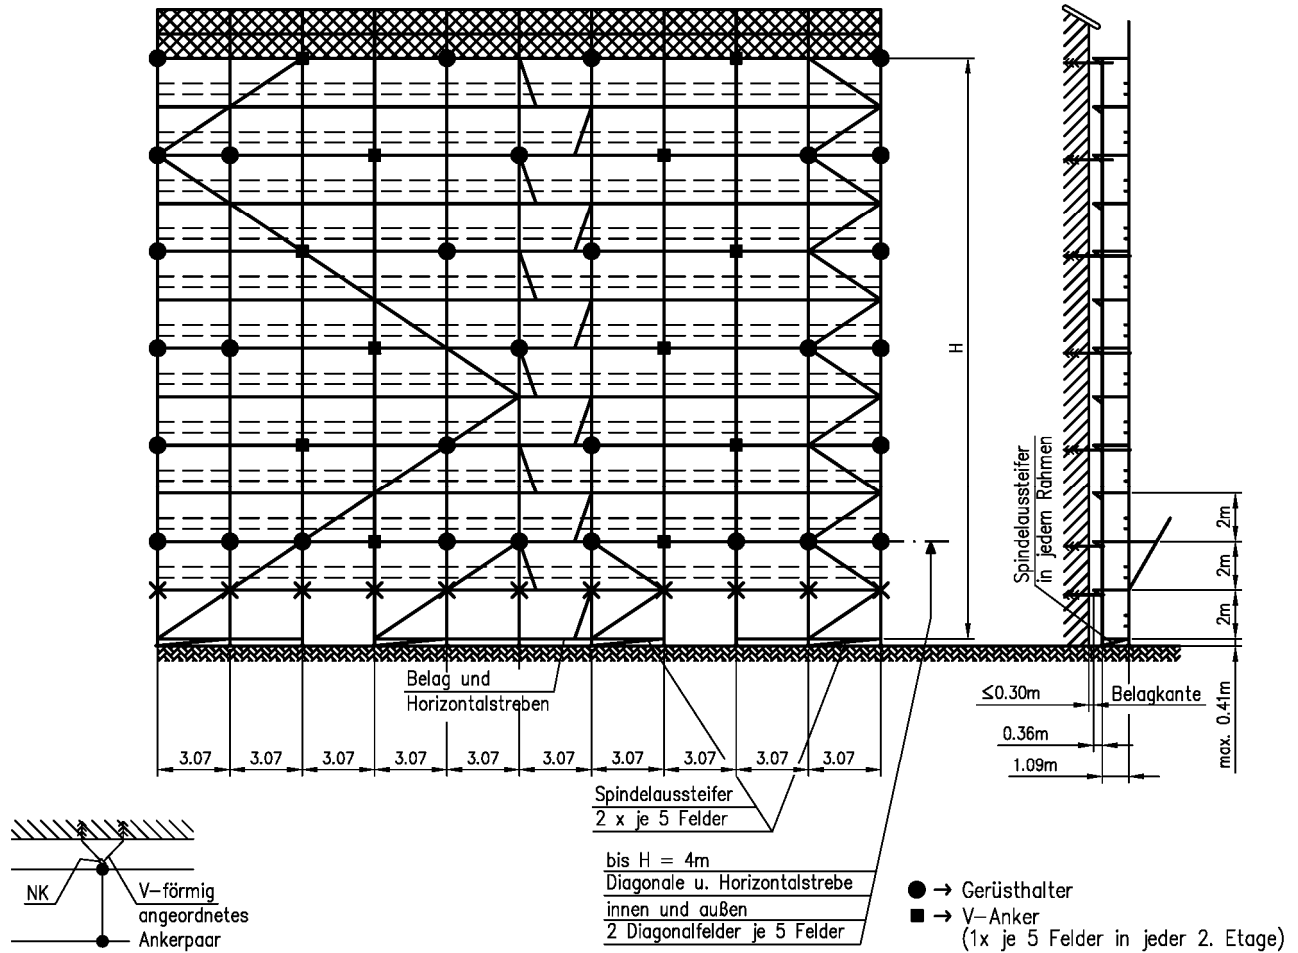 H
Spindelaussteifer
in jedem Rahmen
2m
2m
2m
max. 0.41m
≤0.30m
Belagkante
0.36m
1.09m
Belag und
Horizontalstreben
3.07 3.07 3.07 3.07 3.07 3.07 3.07 3.07 3.07 3.07
Spindelaussteifer
2 x je 5 Felder
bis H = 4m
Diagonale u. Horizontalstrebe
innen und außen
2 Diagonalfelder je 5 Felder
NK
V-förmig
angeordnetes
Ankerpaar
● → Gerüsthalter
■ → V-Anker
(1x je 5 Felder in jeder 2. Etage)